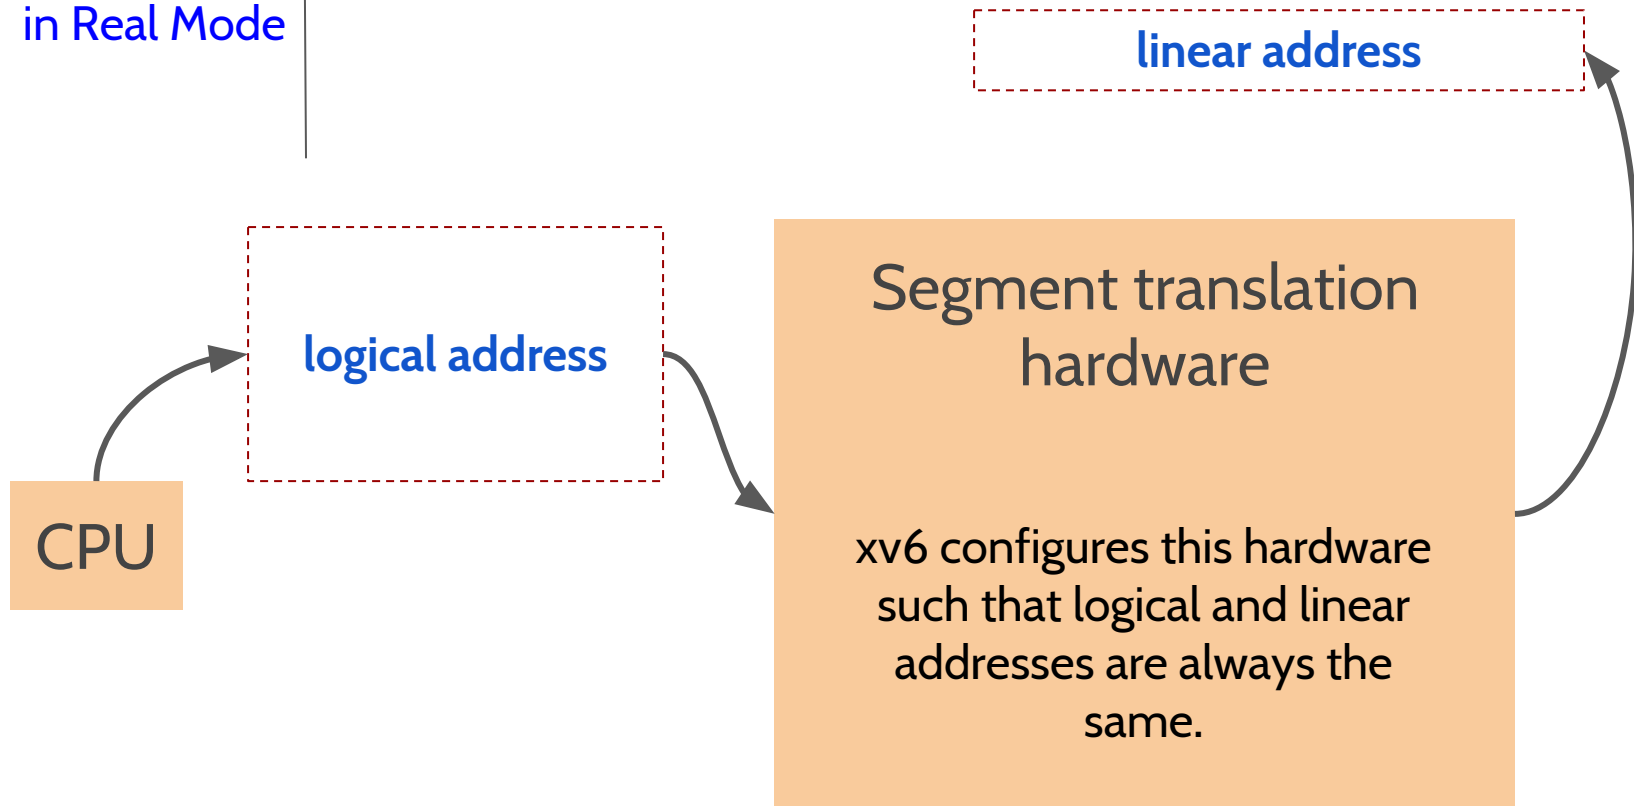 in Real Mode
linear address
Segment translation
hardware
logical address
CPU
xv6 configures this hardware
such that logical and linear
addresses are always the
same.